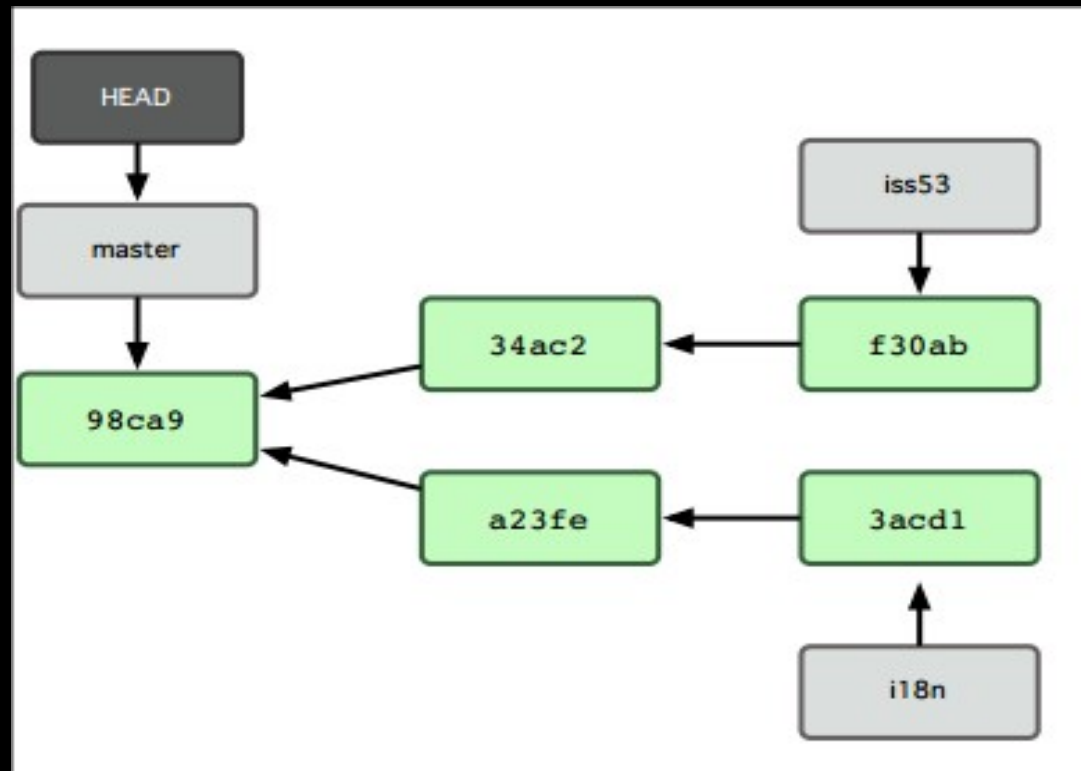 HEAD
iss53
master
34ac2
f30ab
98ca9
a23fe
3acd1
i18n